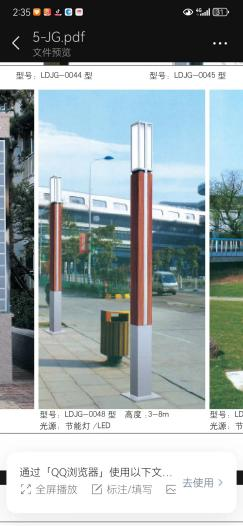 2:35
5-JG.pdf
文件预览
型号：LDJG-0044 型
型号：LDJG-0045 型
型号：LDJG-0048 型 高度.3-8m
光源：节能灯/LED
型号：LD
光源：节
通过「QQ浏览器」使用以下文...
去使用
全屏播放
标注/填写